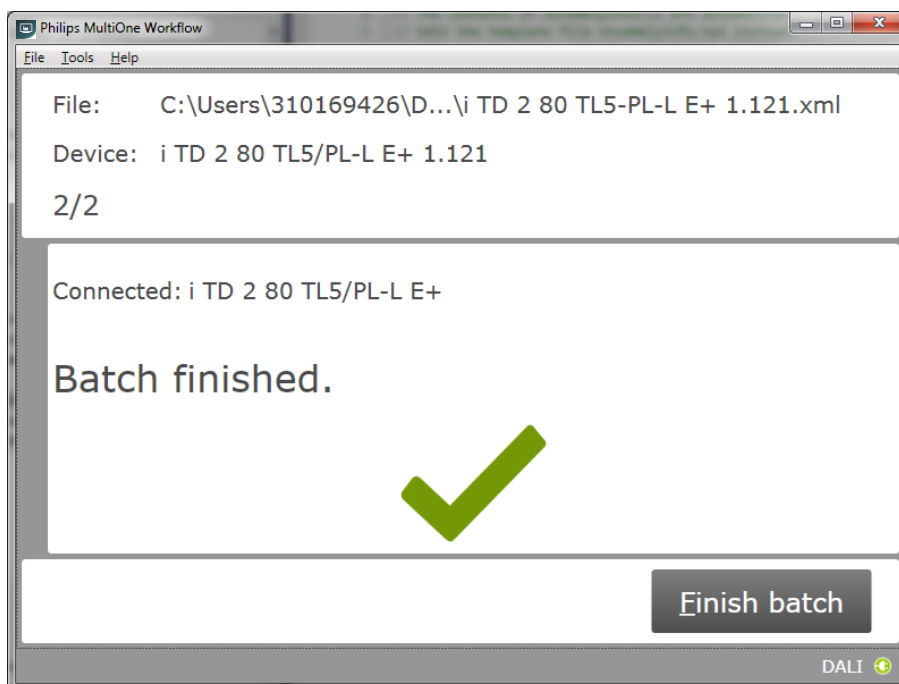 Philips MultiOne Workflow
File Tools Help
File: C:\Users\310169426\D...\i TD 2 80 TL5-PL-L E+ 1.121.xml
Device: i TD 2 80 TL5/PL-L E+ 1.121
2/2
Connected: i TD 2 80 TL5/PL-L E+
Batch finished.
Finish batch
DALI